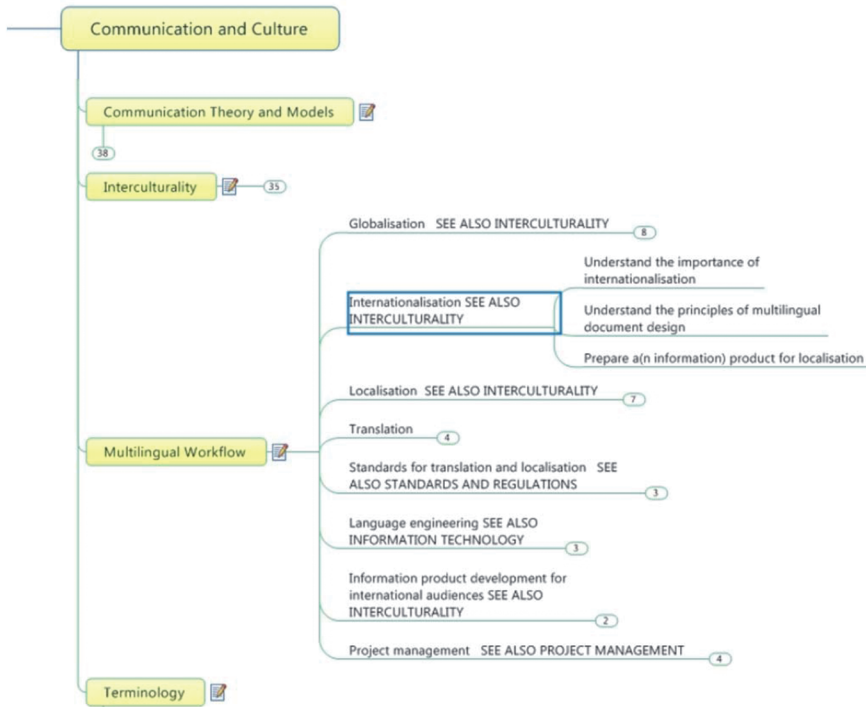 Communication and Culture
Communication Theory and Models
38
Interculturality
35
Multilingual Workflow
Globalisation SEE ALSO INTERCULTURALITY
8
Internationalisation SEE ALSO
INTERCULTURALITY
Understand the importance of
internationalisation
Understand the principles of multilingual
document design
Prepare a(n information) product for localisation
Localisation SEE ALSO INTERCULTURALITY
7
Translation
4
Standards for translation and localisation SEE
ALSO STANDARDS AND REGULATIONS
3
Language engineering SEE ALSO
INFORMATION TECHNOLOGY
3
Information product development for
international audiences SEE ALSO
INTERCULTURALITY
2
Project management SEE ALSO PROJECT MANAGEMENT
4
Terminology